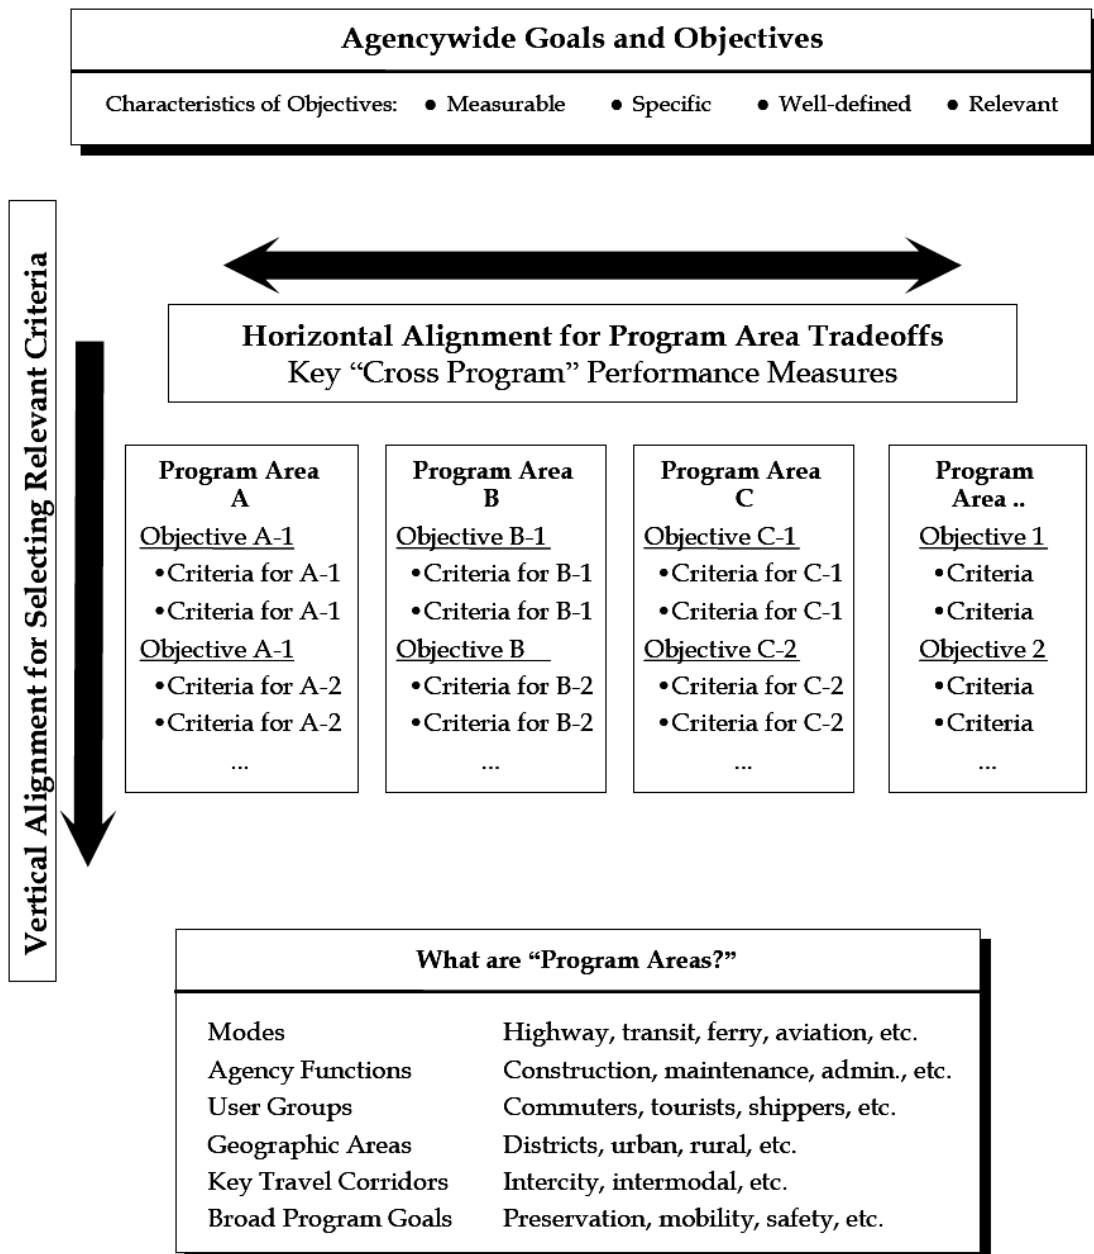 Agencywide Goals and Objectives
Characteristics of Objectives: • Measurable • Specific • Well-defined • Relevant
Vertical Alignment for Selecting Relevant Criteria
Horizontal Alignment for Program Area Tradeoffs
Key “Cross Program” Performance Measures
Program Area
A
Objective A-1
•Criteria for A-1
•Criteria for A-1
Objective A-1
•Criteria for A-2
•Criteria for A-2
...
Program Area
B
Objective B-1
•Criteria for B-1
•Criteria for B-1
Objective B
•Criteria for B-2
•Criteria for B-2
...
Program Area
C
Objective C-1
•Criteria for C-1
•Criteria for C-1
Objective C-2
•Criteria for C-2
•Criteria for C-2
...
Program
Area ..
Objective 1
•Criteria
•Criteria
Objective 2
•Criteria
•Criteria
...
What are “Program Areas?”
Modes Highway, transit, ferry, aviation, etc.
Agency Functions Construction, maintenance, admin., etc.
User Groups Commuters, tourists, shippers, etc.
Geographic Areas Districts, urban, rural, etc.
Key Travel Corridors Intercity, intermodal, etc.
Broad Program Goals Preservation, mobility, safety, etc.